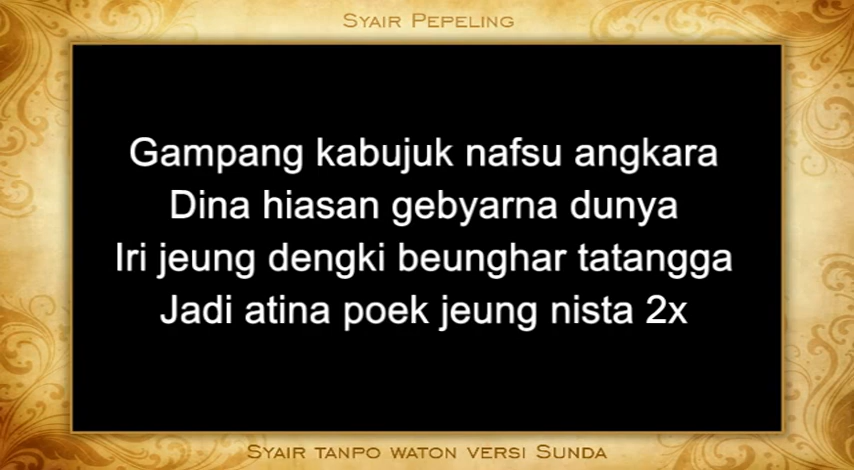 Syair Pepeling
Gampang kabujuk nafsu angkara
Dina hiasan gebyarna dunya
Iri jeung dengki beunghar tatangga
Jadi atina poek jeung nista 2x
Syair tanpo waton versi Sunda